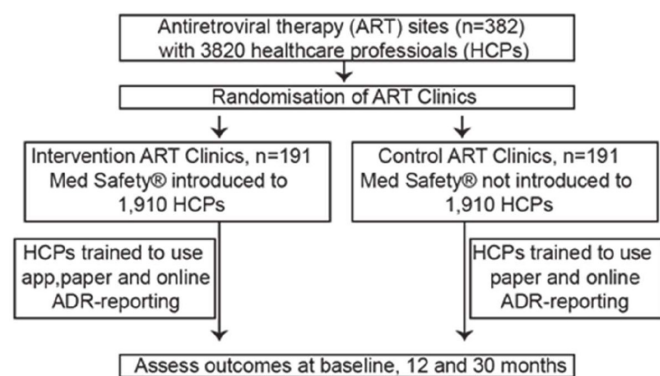 Antiretroviral therapy (ART) sites (n=382)
with 3820 healthcare professionals (HCPs)
Randomisation of ART Clinics
Intervention ART Clinics, n=191
Med Safety® introduced to
1,910 HCPs
Control ART Clinics, n=191
Med Safety® not introduced to
1,910 HCPs
HCPs trained to use
app,paper and online
ADR-reporting
HCPs trained to use
paper and online
ADR-reporting
Assess outcomes at baseline, 12 and 30 months